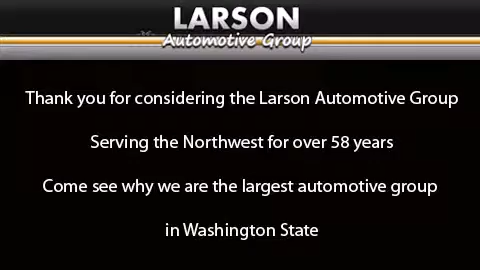 LARSON
Automotive Group
Thank you for considering the Larson Automotive Group
Serving the Northwest for over 58 years
Come see why we are the largest automotive group
in Washington State